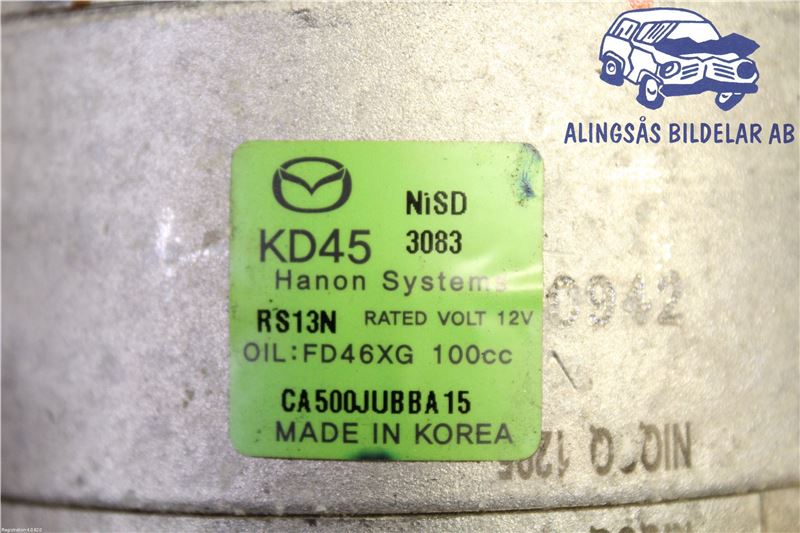 ALINGSÅS BILDELAR AB
NiSD
KD45 3083
Hanon Systems
RS13N RATED VOLT 12V
OIL:FD46XG 100cc
CA500JUBBA15
MADE IN KOREA
0942